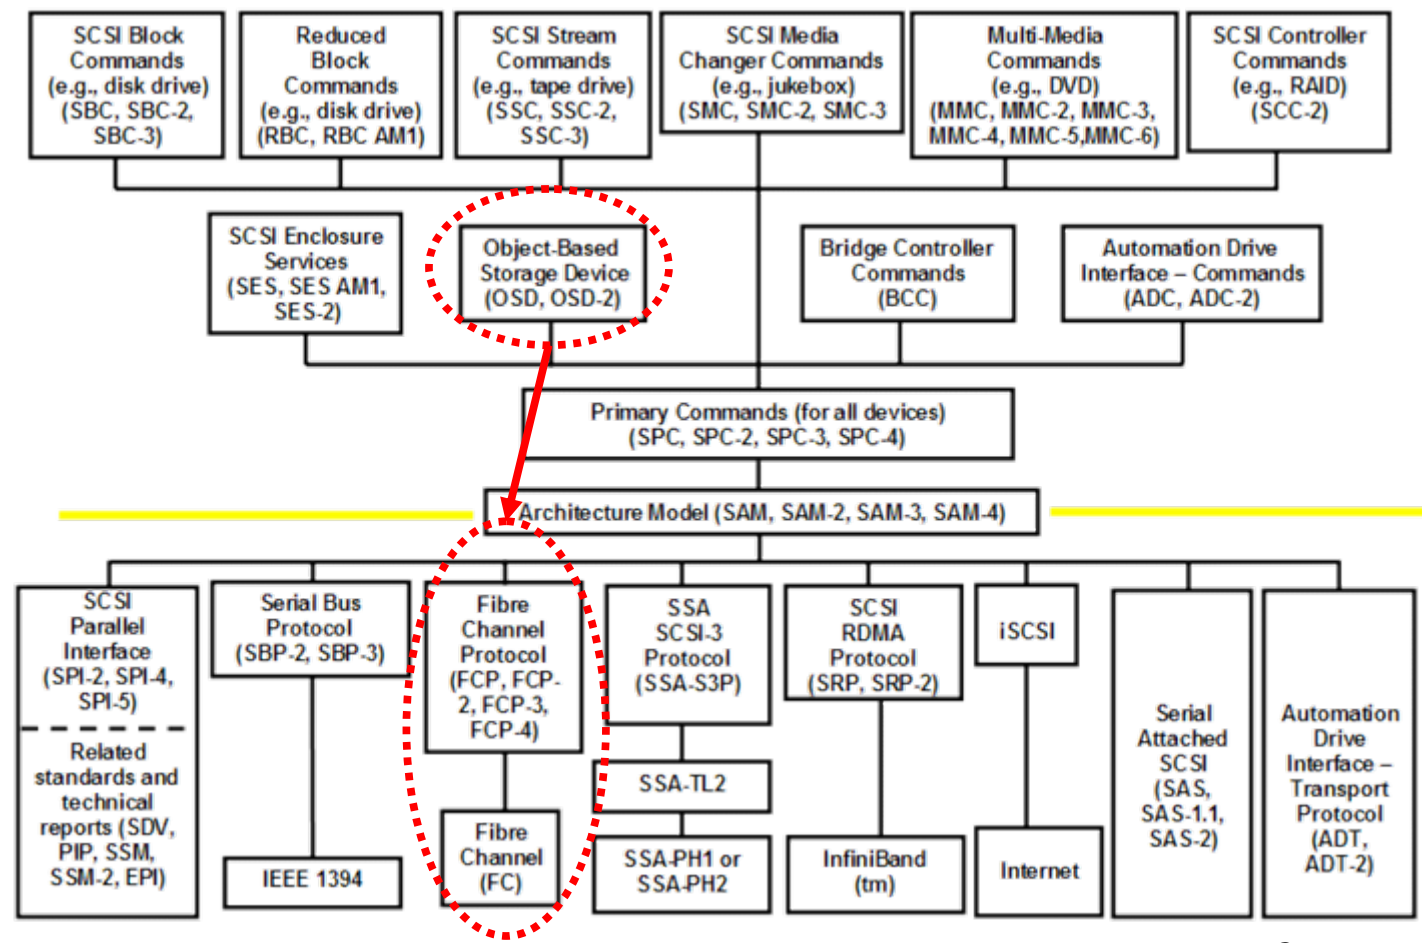 SCSI Block
Commands
(e.g., disk drive)
(SBC, SBC-2,
SBC-3)
Reduced
Block
Commands
(e.g., disk drive)
(RBC, RBC AM1)
SCSI Stream
Commands
(e.g., tape drive)
(SSC, SSC-2,
SSC-3)
SCSI Media
Changer Commands
(e.g., jukebox)
(SMC, SMC-2, SMC-3
Multi-Media
Commands
(e.g., DVD)
(MMC, MMC-2, MMC-3,
MMC-4, MMC-5,MMC-6)
SCSI Controller
Commands
(e.g., RAID)
(SCC-2)
SCSI Enclosure
Services
(SES, SES AM1,
SES-2)
Object-Based
Storage Device
(OSD, OSD-2)
Bridge Controller
Commands
(BCC)
Automation Drive
Interface – Commands
(ADC, ADC-2)
Primary Commands (for all devices)
(SPC, SPC-2, SPC-3, SPC-4)
Architecture Model (SAM, SAM-2, SAM-3, SAM-4)
SCSI
Parallel
Interface
(SPI-2, SPI-4,
SPI-5)
Related
standards and
technical
reports (SDV,
PIP, SSM,
SSM-2, EPI)
Serial Bus
Protocol
(SBP-2, SBP-3)
IEEE 1394
Fibre
Channel
Protocol
(FCP, FCP-
2, FCP-3,
FCP-4)
Fibre
Channel
(FC)
SSA
SCSI-3
Protocol
(SSA-S3P)
SSA-TL2
SSA-PH1 or
SSA-PH2
SCSI
RDMA
Protocol
(SRP, SRP-2)
InfiniBand
(tm)
iSCSI
Internet
Serial
Attached
SCSI
(SAS,
SAS-1.1,
SAS-2)
Automation
Drive
Interface –
Transport
Protocol
(ADT,
ADT-2)